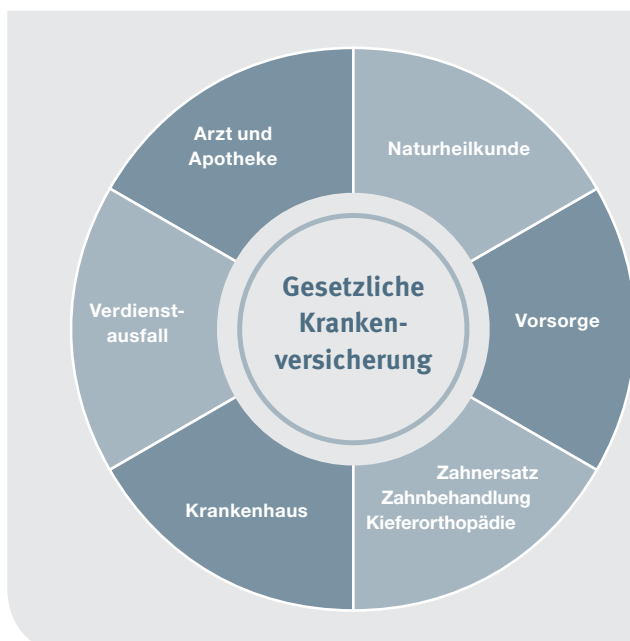 Arzt und
Apotheke
Naturheilkunde
Verdienst-
ausfall
Gesetzliche
Kranken-
versicherung
Vorsorge
Krankenhaus
Zahnersatz
Zahnbehandlung
Kieferorthopädie